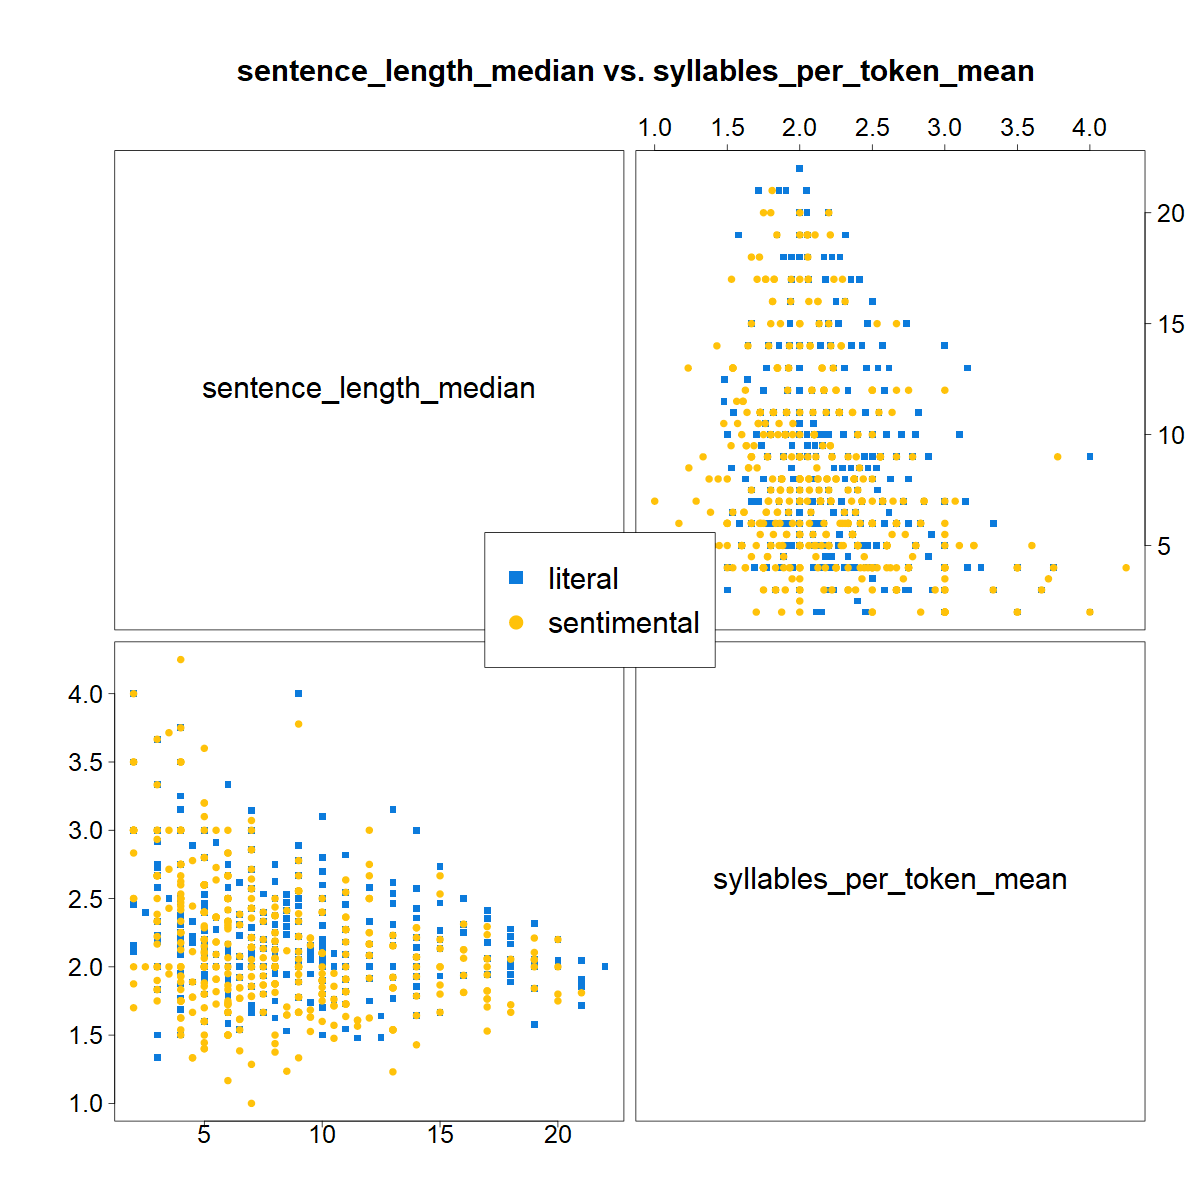 sentence_length_median vs. syllables_per_token_mean
1.0 1.5 2.0 2.5 3.0 3.5 4.0
20
15
10
5
sentence_length_median
literal
sentimental
4.0
3.5
3.0
2.5
2.0
1.5
1.0
syllables_per_token_mean
5 10 15 20